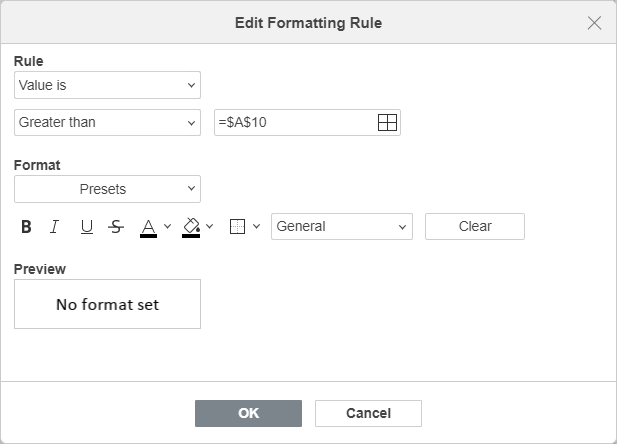 Edit Formatting Rule
Rule
Value is
Greater than =$A$10
Format
Presets
B I U S A General Clear
Preview
No format set
OK Cancel